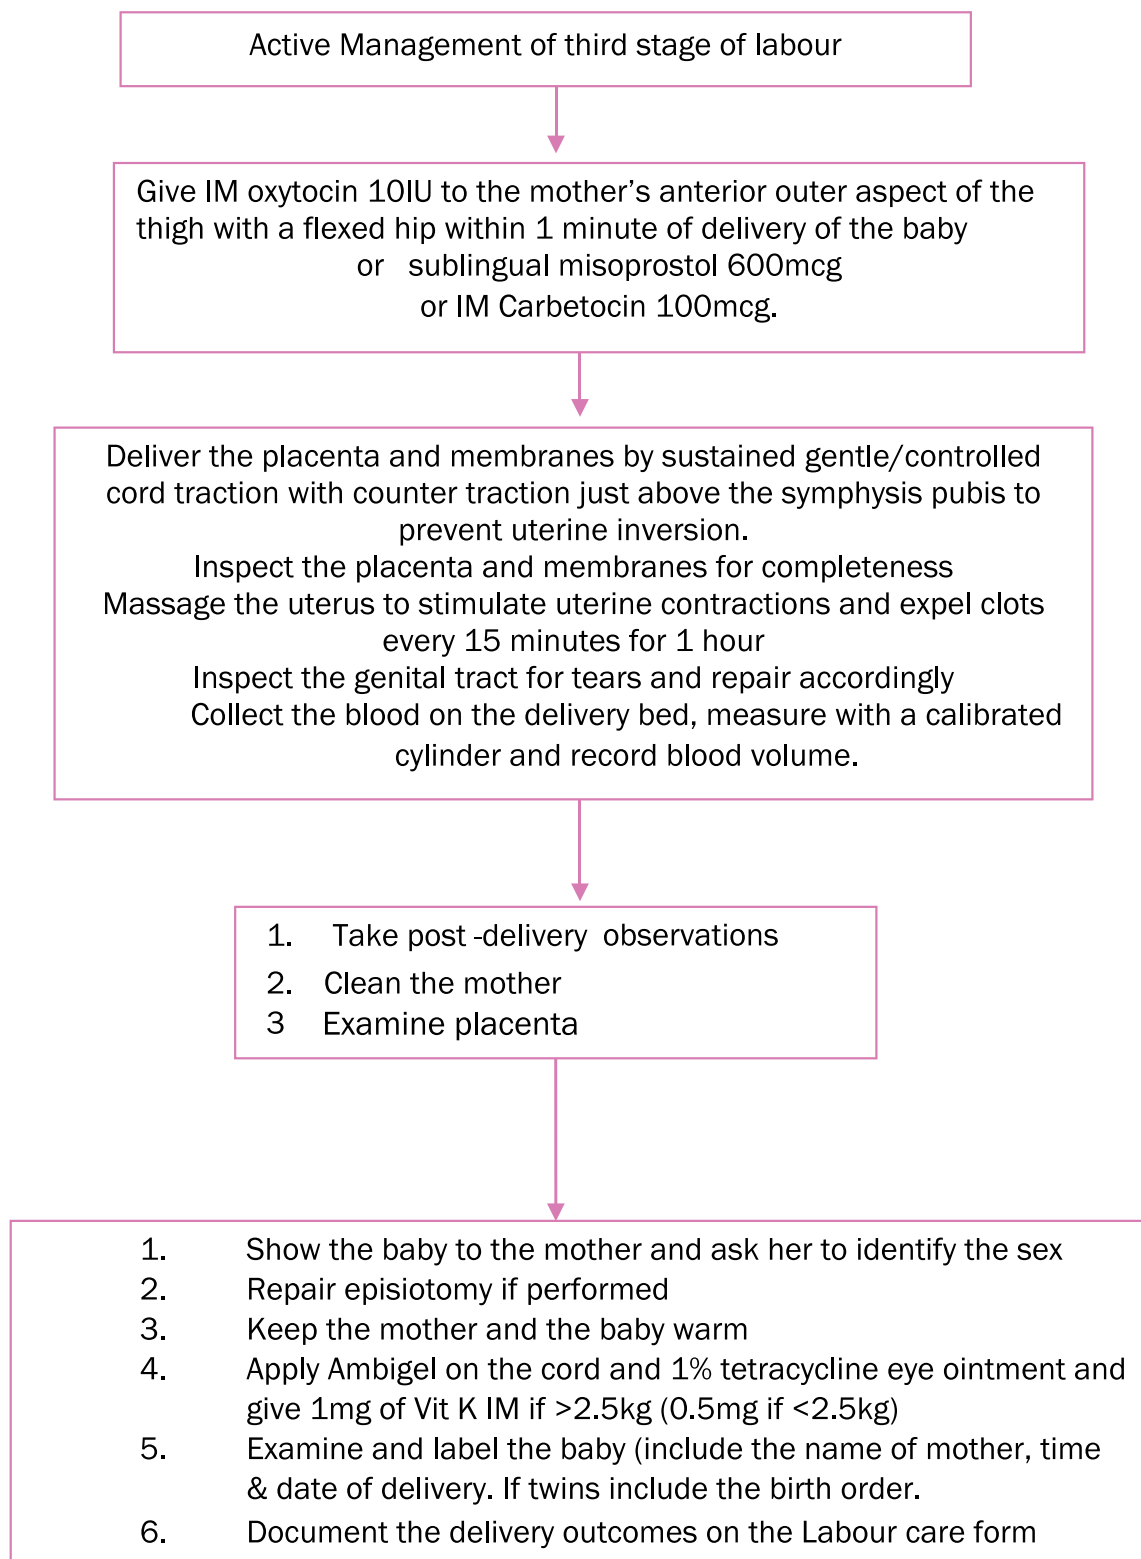 Active Management of third stage of labour
Give IM oxytocin 10IU to the mother's anterior outer aspect of the
thigh with a flexed hip within 1 minute of delivery of the baby
or sublingual misoprostol 600mcg
or IM Carbetocin 100mcg.
Deliver the placenta and membranes by sustained gentle/controlled
cord traction with counter traction just above the symphysis pubis to
prevent uterine inversion.
Inspect the placenta and membranes for completeness
Massage the uterus to stimulate uterine contractions and expel clots
every 15 minutes for 1 hour
Inspect the genital tract for tears and repair accordingly
Collect the blood on the delivery bed, measure with a calibrated
cylinder and record blood volume.
1. Take post -delivery observations
2. Clean the mother
3 Examine placenta
1. Show the baby to the mother and ask her to identify the sex
2. Repair episiotomy if performed
3. Keep the mother and the baby warm
4. Apply Ambigel on the cord and 1% tetracycline eye ointment and
give 1mg of Vit K IM if >2.5kg (0.5mg if <2.5kg)
5. Examine and label the baby (include the name of mother, time
& date of delivery. If twins include the birth order.
6. Document the delivery outcomes on the Labour care form